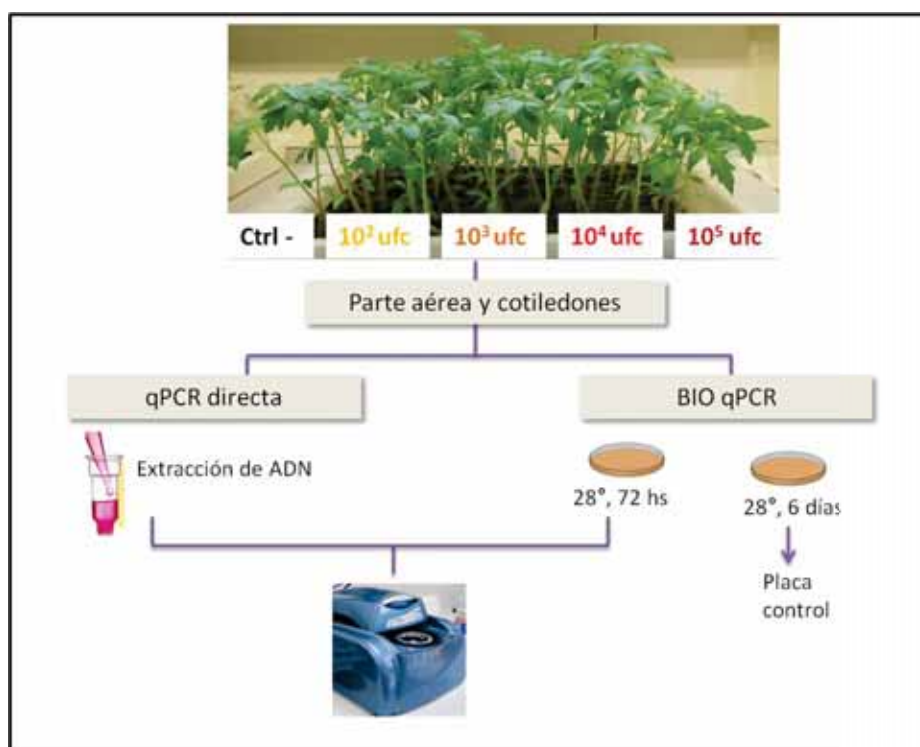 Ctrl - 10² ufc 10³ ufc 10⁴ ufc 10⁵ ufc
Parte aérea y cotiledones
qPCR directa
BIO qPCR
Extracción de ADN
28°, 72 hs
28°, 6 días
Placa
control